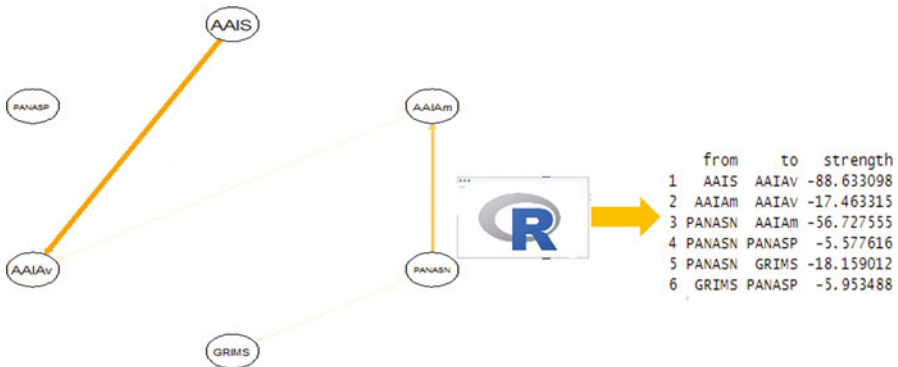 AAIS
PANASP
AAIAm
AAIAv
PANASN
GRIMS
R
from to strength
1 AAIS AAIAv -88.633098
2 AAIAm AAIAv -17.463315
3 PANASN AAIAm -56.727555
4 PANASN PANASP -5.577616
5 PANASN GRIMS -18.159012
6 GRIMS PANASP -5.953488